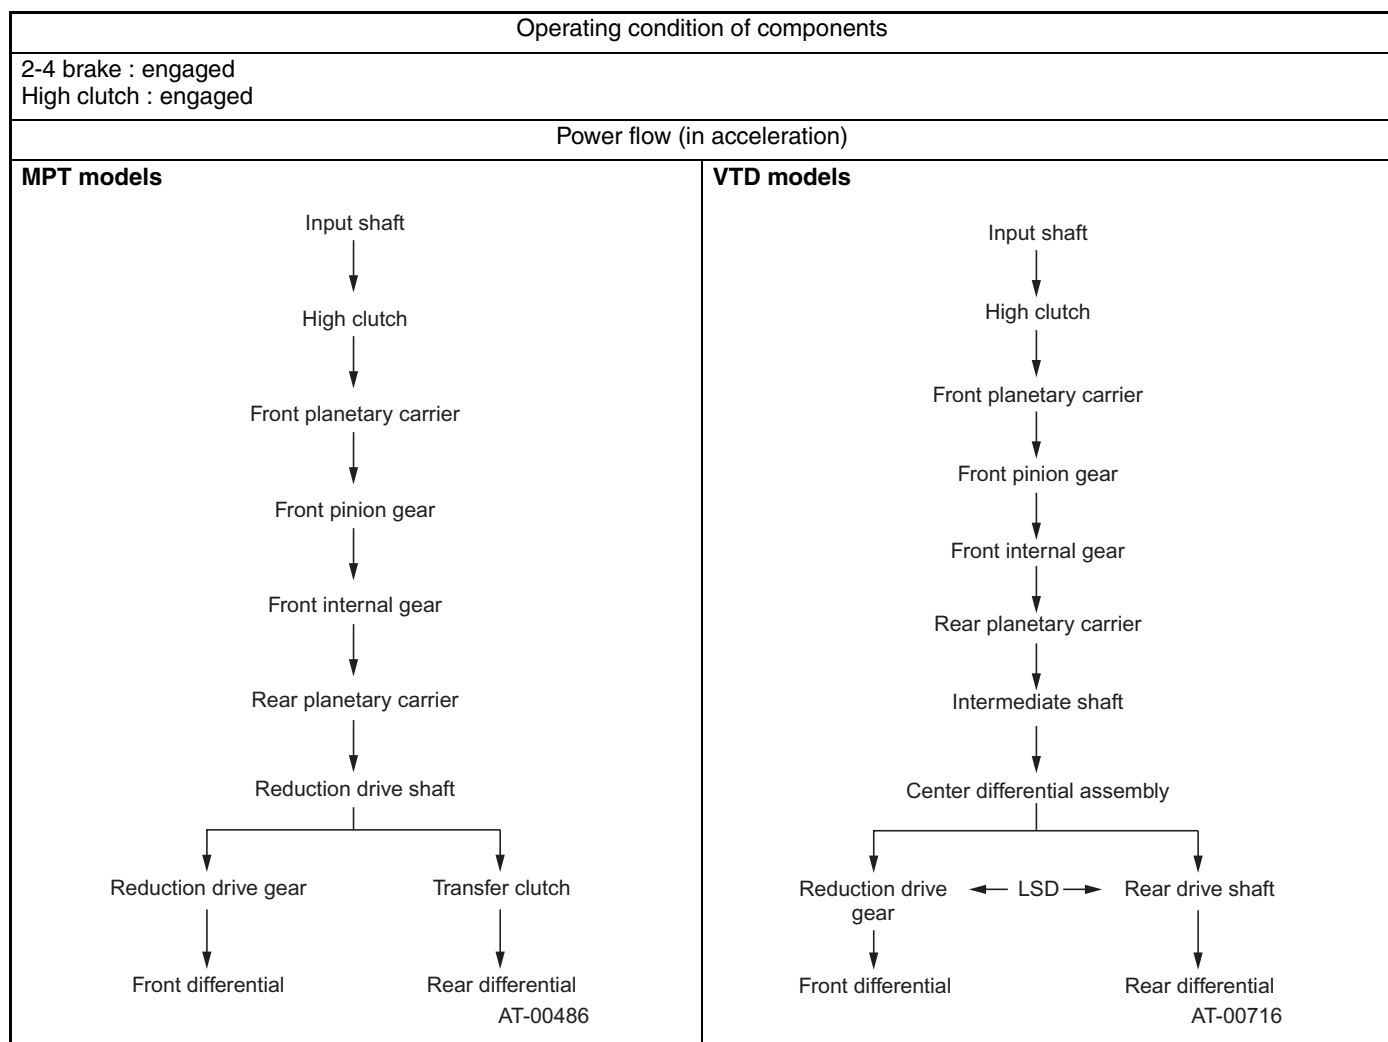 Operating condition of components
2-4 brake : engaged
High clutch : engaged
Power flow (in acceleration)
MPT models
Input shaft
High clutch
Front planetary carrier
Front pinion gear
Front internal gear
Rear planetary carrier
Reduction drive shaft
Reduction drive gear
Transfer clutch
Front differential
Rear differential
AT-00486
VTD models
Input shaft
High clutch
Front planetary carrier
Front pinion gear
Front internal gear
Rear planetary carrier
Intermediate shaft
Center differential assembly
Reduction drive
gear
LSD
Rear drive shaft
Front differential
Rear differential
AT-00716